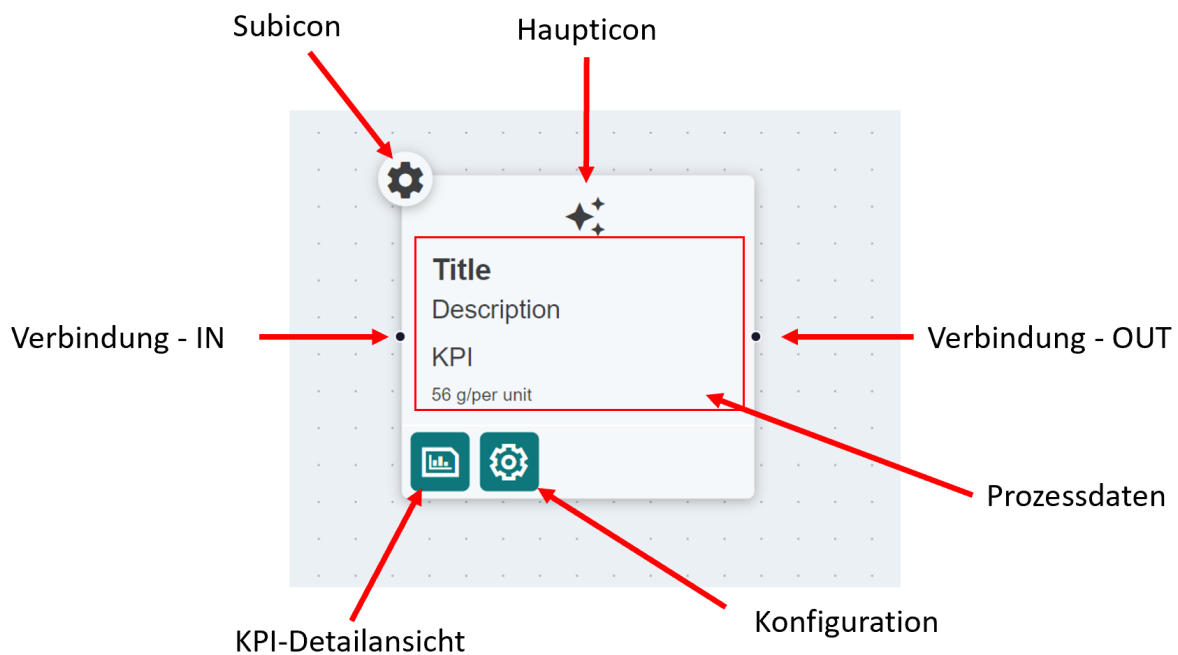 Subicon
Haupticon
Title
Description
Verbindung - IN
Verbindung - OUT
KPI
56 g/per unit
Prozessdaten
Konfiguration
KPI-Detailansicht